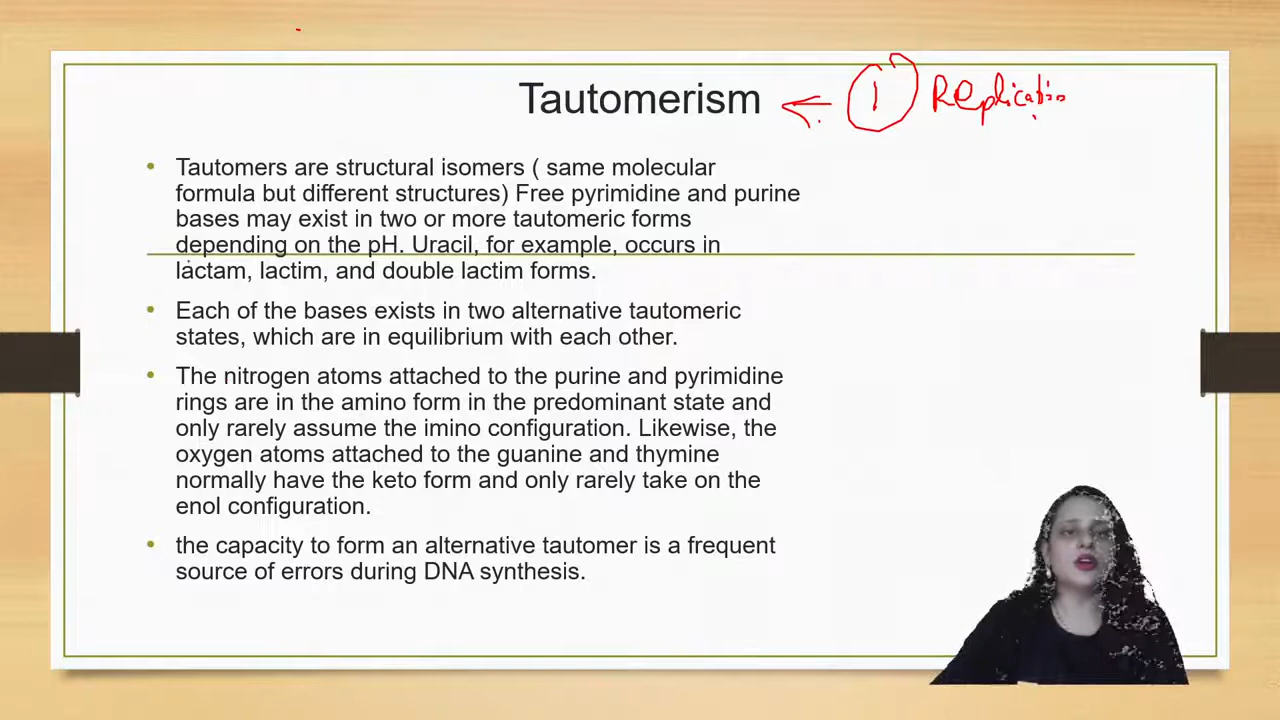 Tautomerism
1 Replication
• Tautomers are structural isomers ( same molecular
formula but different structures) Free pyrimidine and purine
bases may exist in two or more tautomeric forms
depending on the pH. Uracil, for example, occurs in
lactam, lactim, and double lactim forms.
• Each of the bases exists in two alternative tautomeric
states, which are in equilibrium with each other.
• The nitrogen atoms attached to the purine and pyrimidine
rings are in the amino form in the predominant state and
only rarely assume the imino configuration. Likewise, the
oxygen atoms attached to the guanine and thymine
normally have the keto form and only rarely take on the
enol configuration.
• the capacity to form an alternative tautomer is a frequent
source of errors during DNA synthesis.